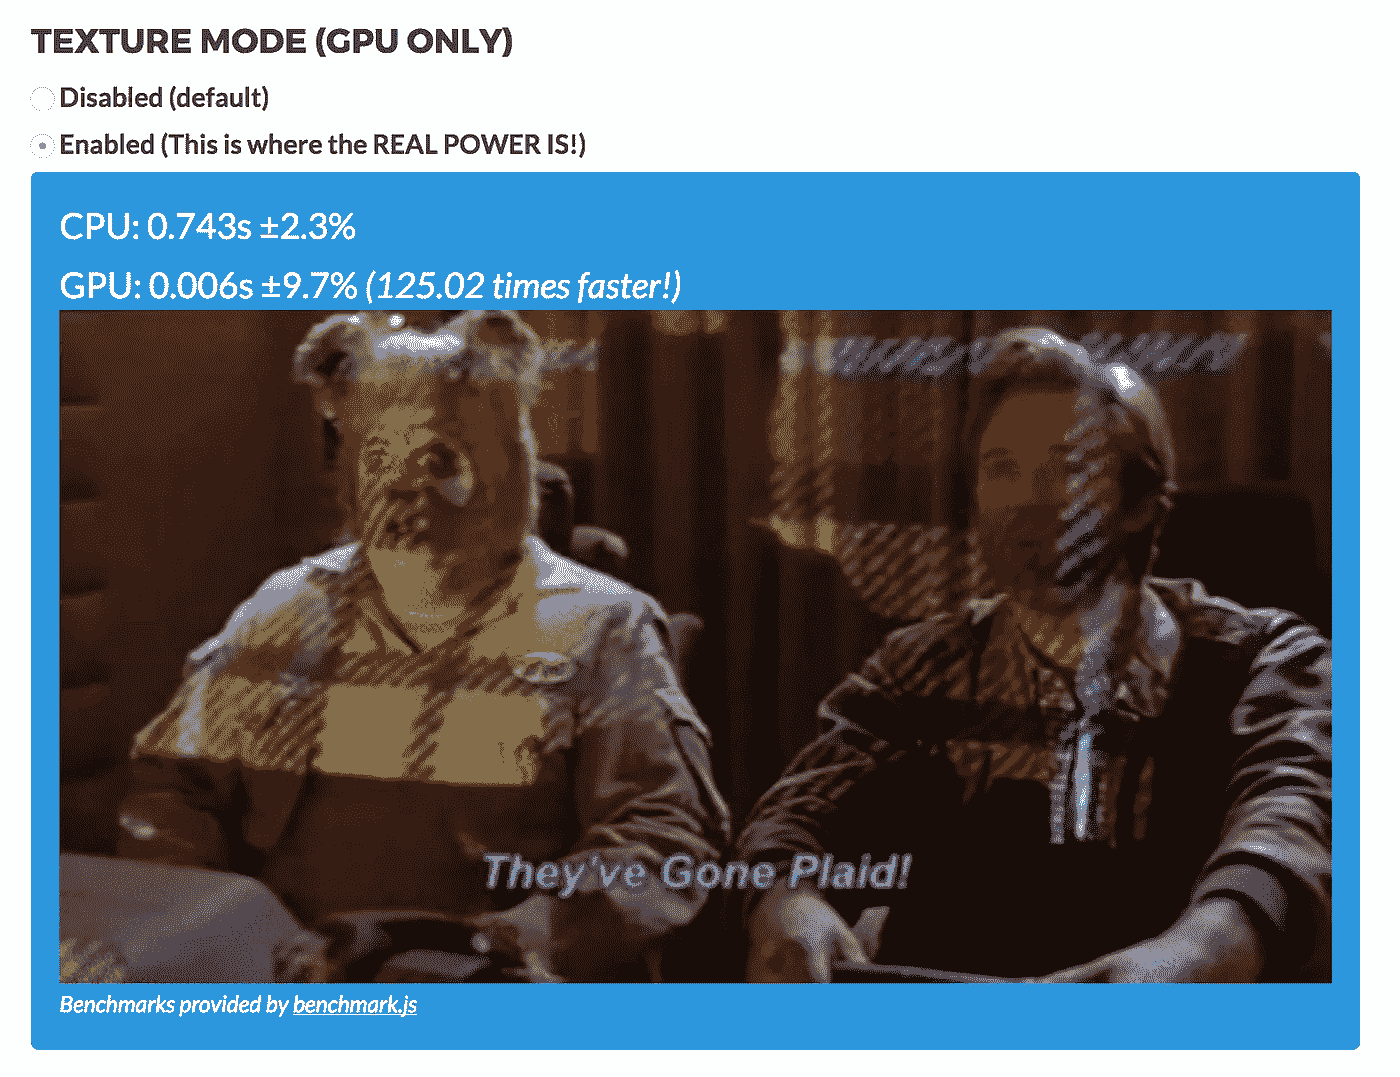 TEXTURE MODE (GPU ONLY)
Disabled (default)
Enabled (This is where the REAL POWER IS!)
CPU: 0.743s ±2.3%
GPU: 0.006s ±9.7% (125.02 times faster!)
They've Gone Plaid!
Benchmarks provided by benchmark.js